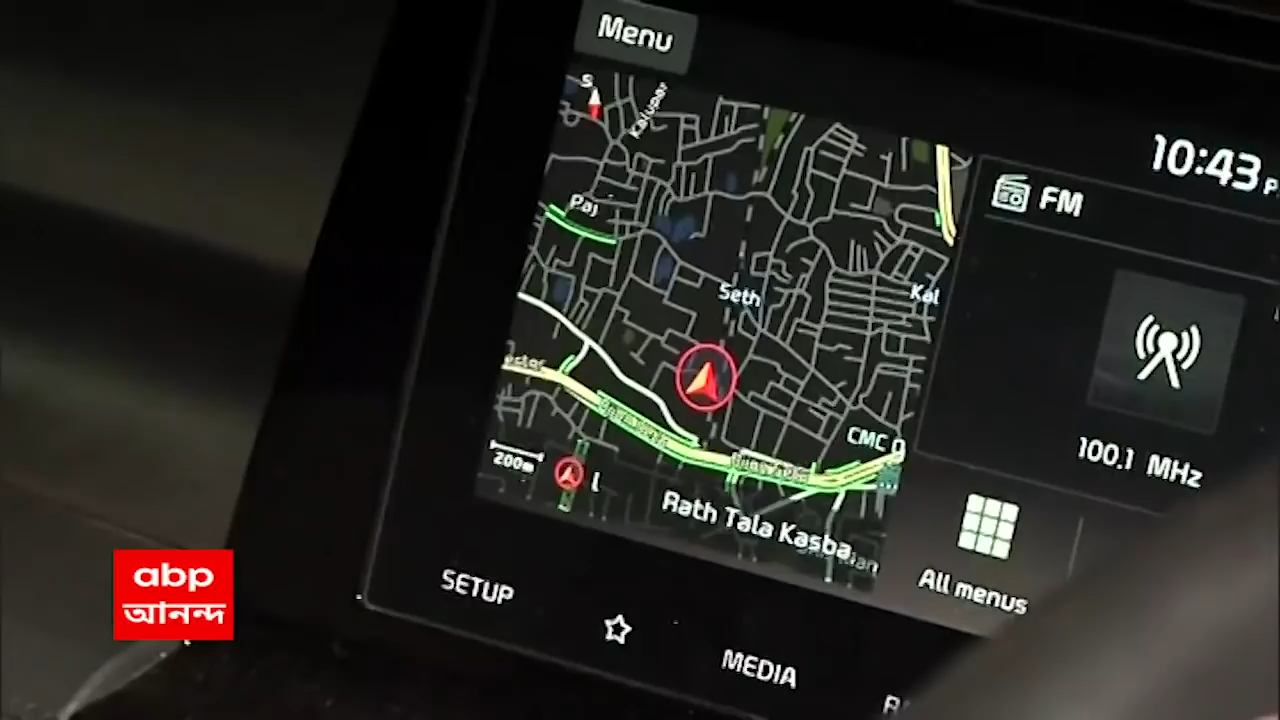 Menu
S
Kalupar
10:43
Paj
FM
Seth
Kal
CMC
100.1 MHz
200m
Rath Tala Kasba
All menus
SETUP
MEDIA
abp
আনন্দ